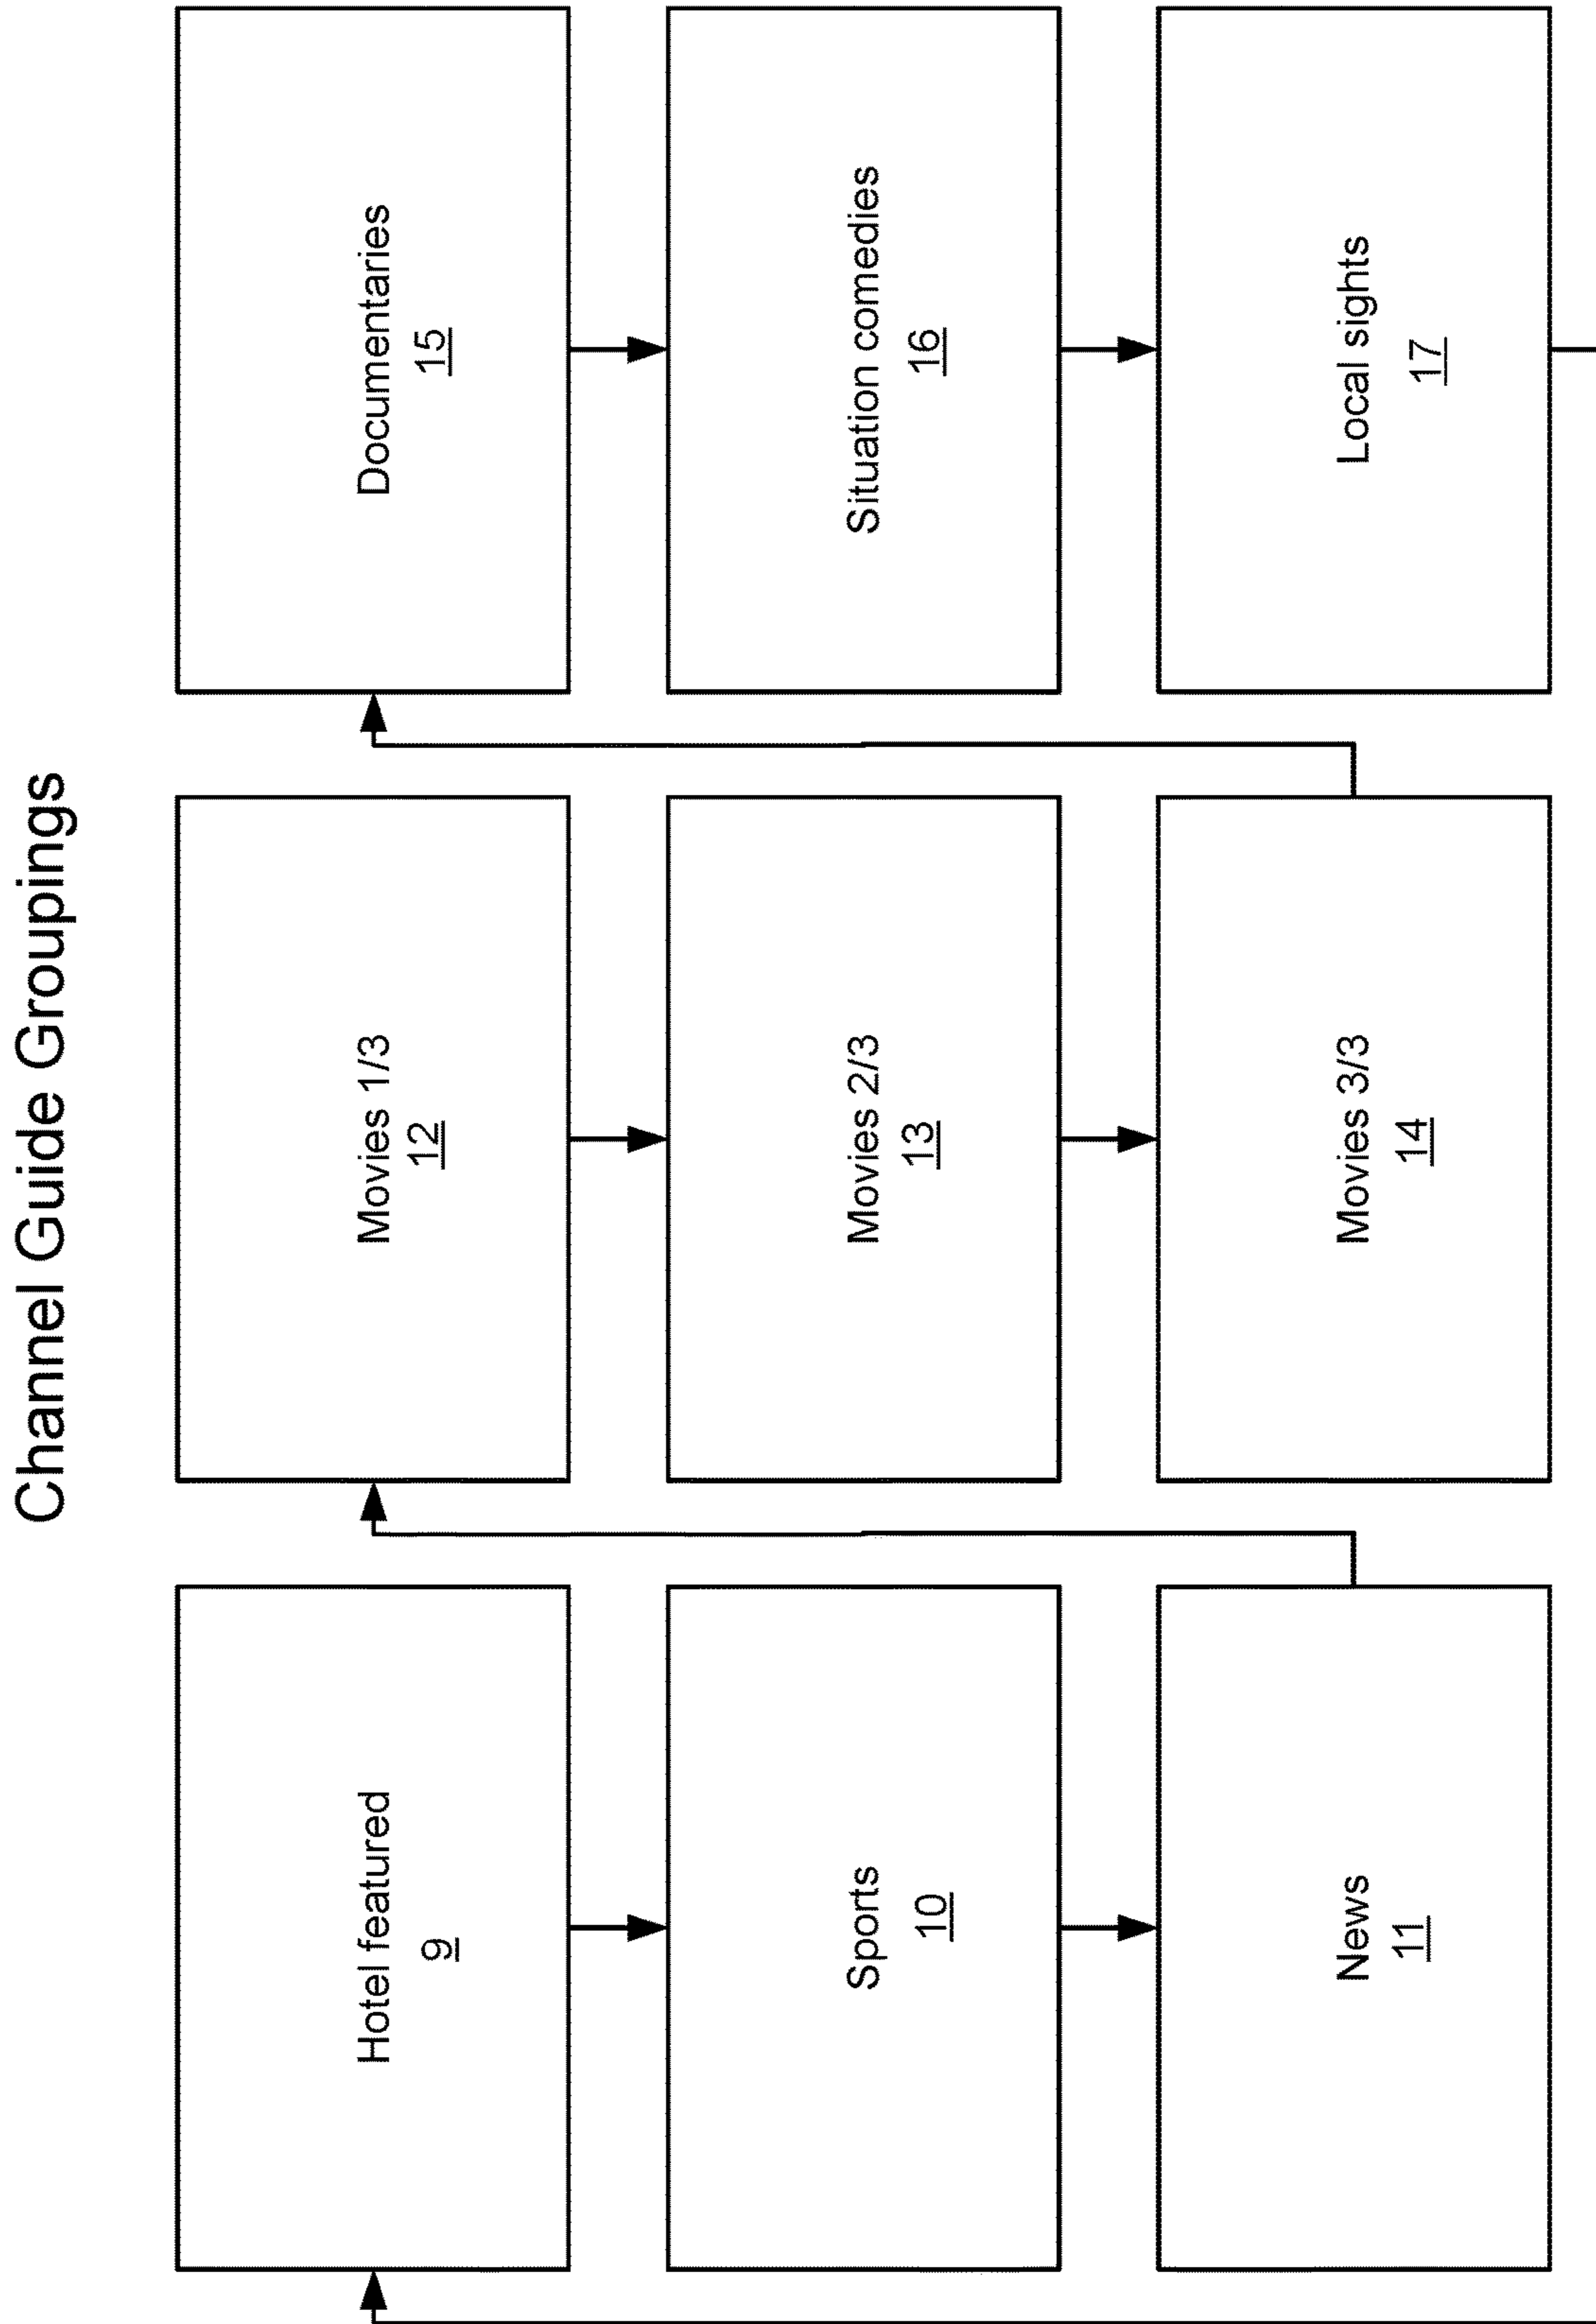 Channel Guide Groupings
Hotel featured
9
Sports
10
News
11
Movies 1/3
12
Movies 2/3
13
Movies 3/3
14
Documentaries
15
Situation comedies
16
Local sights
17